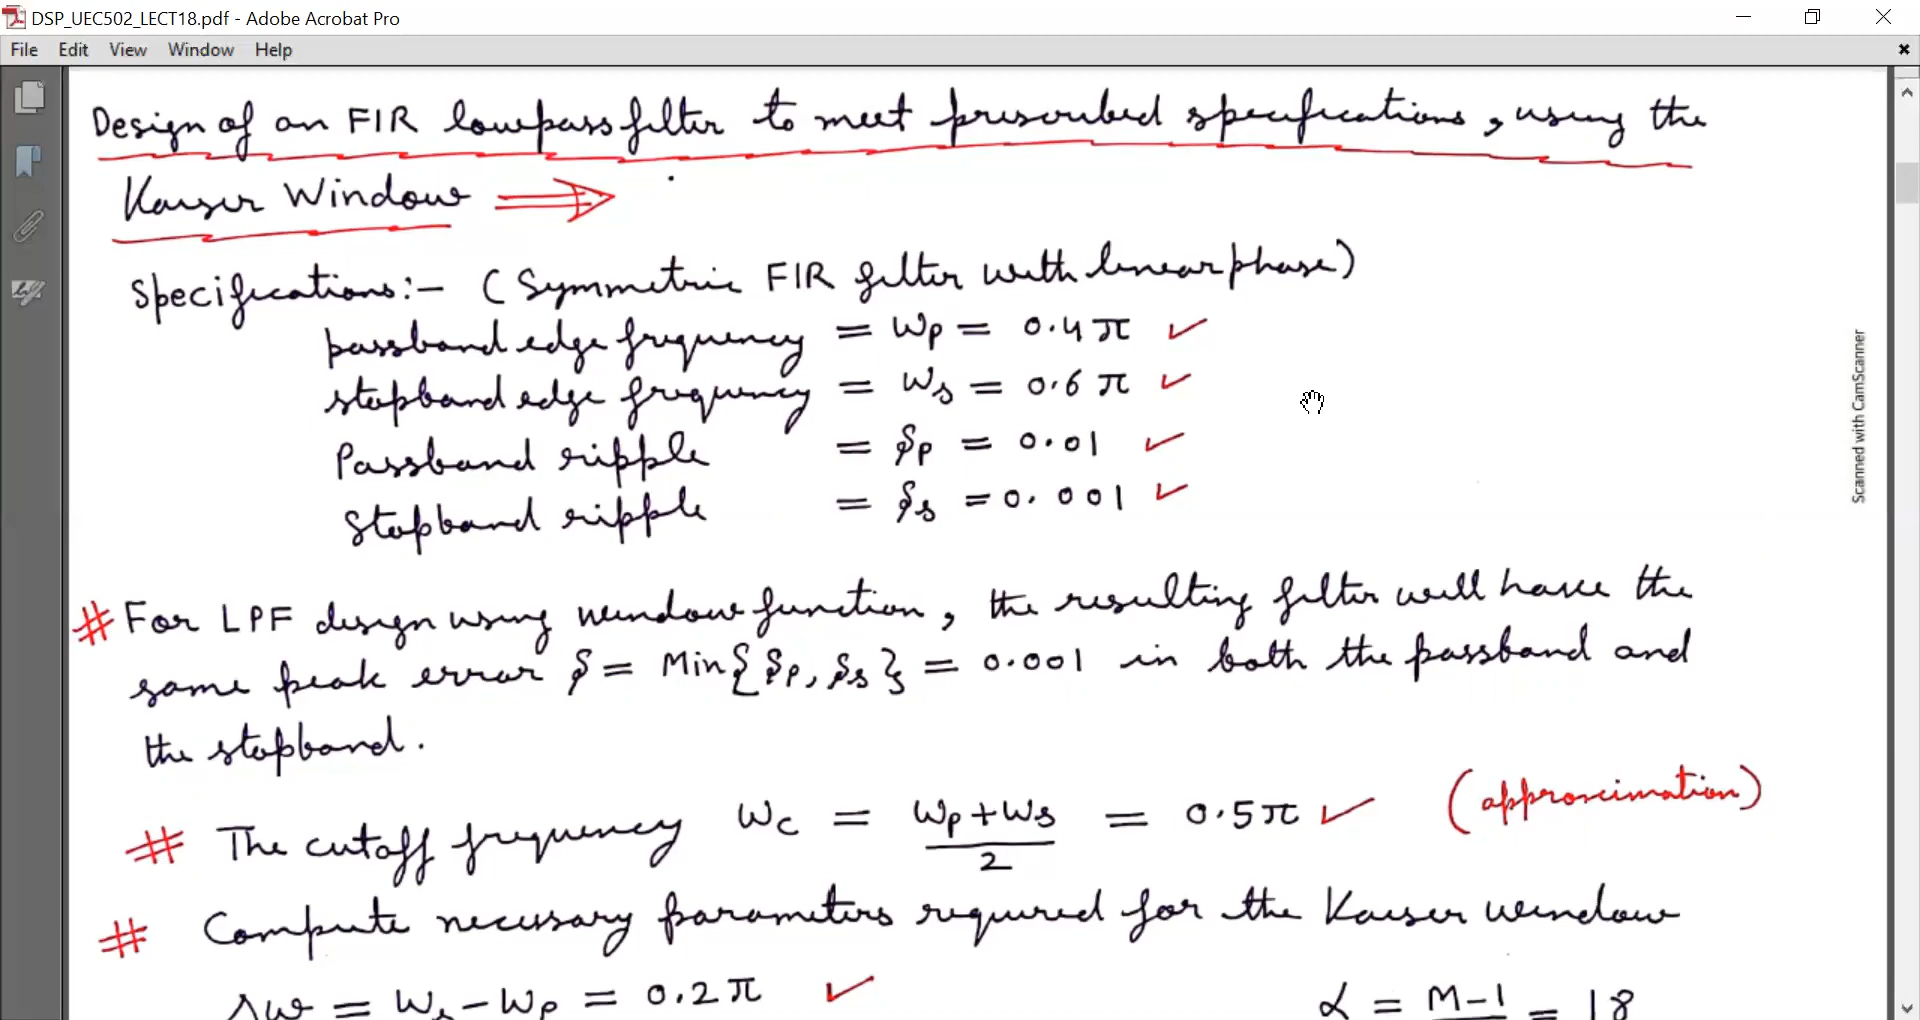 DSP_UEC502_LECT18.pdf - Adobe Acrobat Pro
File Edit View Window Help
Design of an FIR lowpass filter to meet prescribed specifications, using the
Kaiser Window ⟹
Specifications:- (Symmetric FIR filter with linear phase)
passband edge frequency = ωp = 0.4π ✓
stopband edge frequency = ωs = 0.6π ✓
Passband ripple = δp = 0.01 ✓
Stopband ripple = δs = 0.001 ✓
Scanned with CamScanner
# For LPF design using window function, the resulting filter will have the
same peak error δ = Min{δp, δs} = 0.001 in both the passband and
the stopband.
# The cutoff frequency ωc = (ωp+ωs)/2 = 0.5π ✓ (approximation)
# Compute necessary parameters required for the Kaiser window
Δω = ωs - ωp = 0.2π ✓ α = M-1 = 18